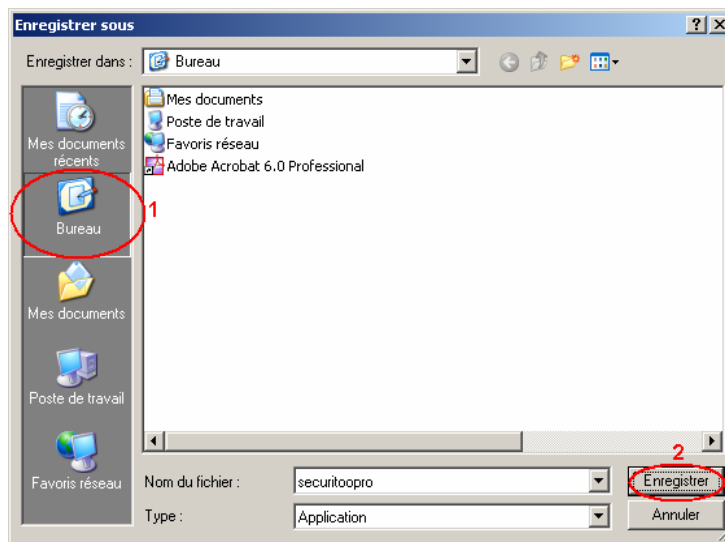 Enregistrer sous
Enregistrer dans :
Bureau
Mes documents récents
Bureau
1
Mes documents
Poste de travail
Favoris réseau
Mes documents
Poste de travail
Favoris réseau
Adobe Acrobat 6.0 Professional
2
Nom du fichier :
securitoopro
Enregistrer
Type :
Application
Annuler